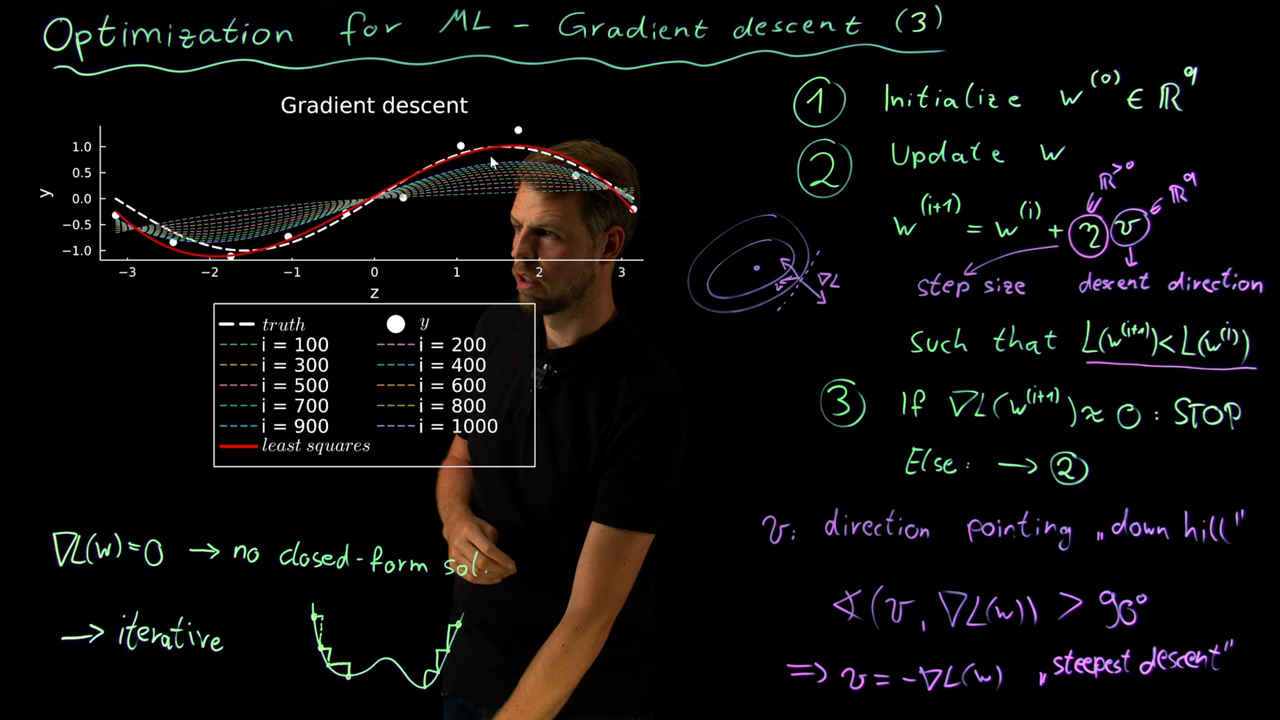 Optimization for ML - Gradient descent (3)
Gradient descent
1.0
0.5
0.0
−0.5
−1.0
y
−3 −2 −1 0 1 2 3
z
truth y
i = 100 i = 200
i = 300 i = 400
i = 500 i = 600
i = 700 i = 800
i = 900 i = 1000
least squares
∇L(w)=0 → no closed-form sol.
→ iterative
∇L
① Initialize w^(0) ∈ ℝ^q
② Update w
ℝ^>0
ℝ^q
w^(i+1) = w^(i) + η v
step size descent direction
such that L(w^(i+1))<L(w^(i))
③ If ∇L(w^(i+1)) ≈ 0 : STOP
Else: → ②
v: direction pointing „down hill"
∢(v, ∇L(w)) > 90°
⇒ v = -∇L(w) „steepest descent"